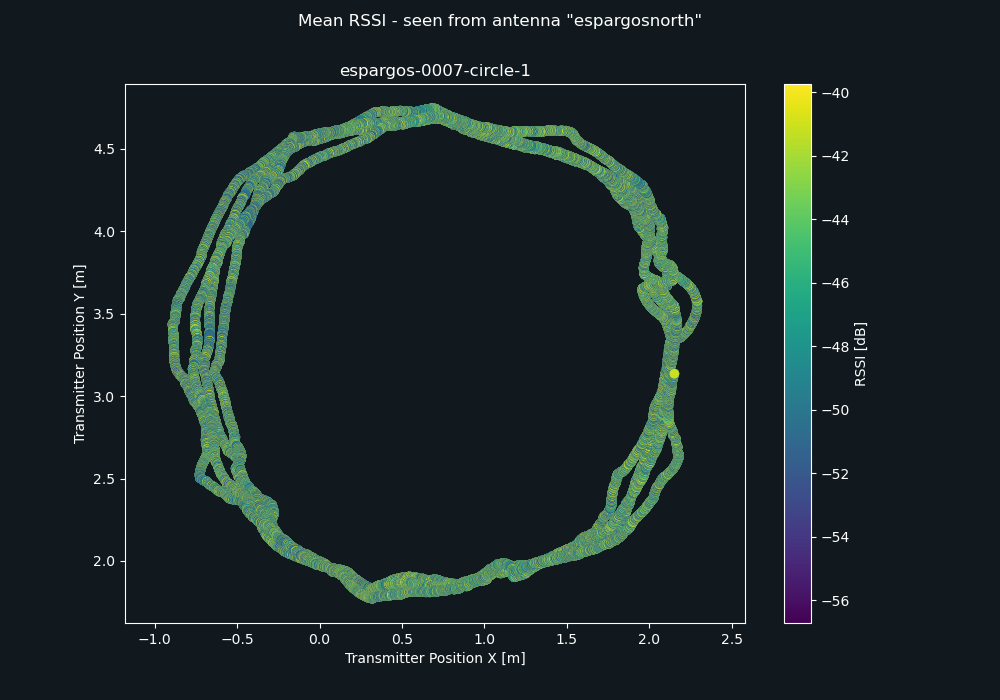 Mean RSSI - seen from antenna "espargosnorth"
espargos-0007-circle-1
Transmitter Position Y [m]
4.5
4.0
3.5
3.0
2.5
2.0
−1.0 −0.5 0.0 0.5 1.0 1.5 2.0 2.5
Transmitter Position X [m]
−40
−42
−44
−46
−48
−50
−52
−54
−56
RSSI [dB]